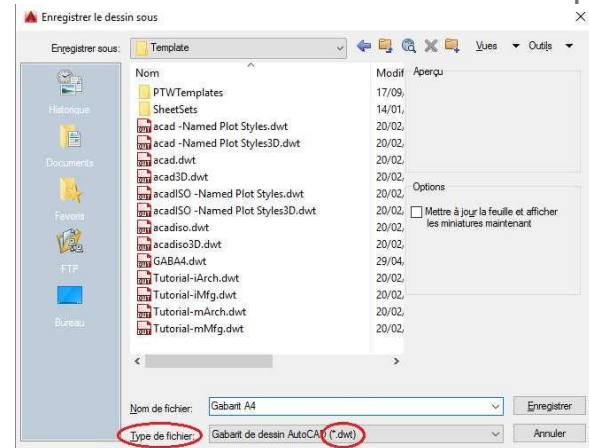 Enregistrer le dessin sous
Enregistrer sous: Template Vues Outils
Nom Modif Aperçu
Historique
Documents
Favoris
FTP
Bureau
PTWTemplates 17/09,
SheetSets 14/01,
acad -Named Plot Styles.dwt 20/02,
acad -Named Plot Styles3D.dwt 20/02,
acad.dwt 20/02,
acad3D.dwt 20/02,
acadISO -Named Plot Styles.dwt 20/02,
acadISO -Named Plot Styles3D.dwt 20/02,
acadiso.dwt 20/02,
acadiso3D.dwt 20/02,
GABA4.dwt 29/04,
Tutorial-iArch.dwt 20/02,
Tutorial-iMfg.dwt 20/02,
Tutorial-mArch.dwt 20/02,
Tutorial-mMfg.dwt 20/02,
Options
Mettre à jour la feuille et afficher
les miniatures maintenant
Nom de fichier: Gabarit A4 Enregistrer
Type de fichier: Gabarit de dessin AutoCAD (*.dwt) Annuler